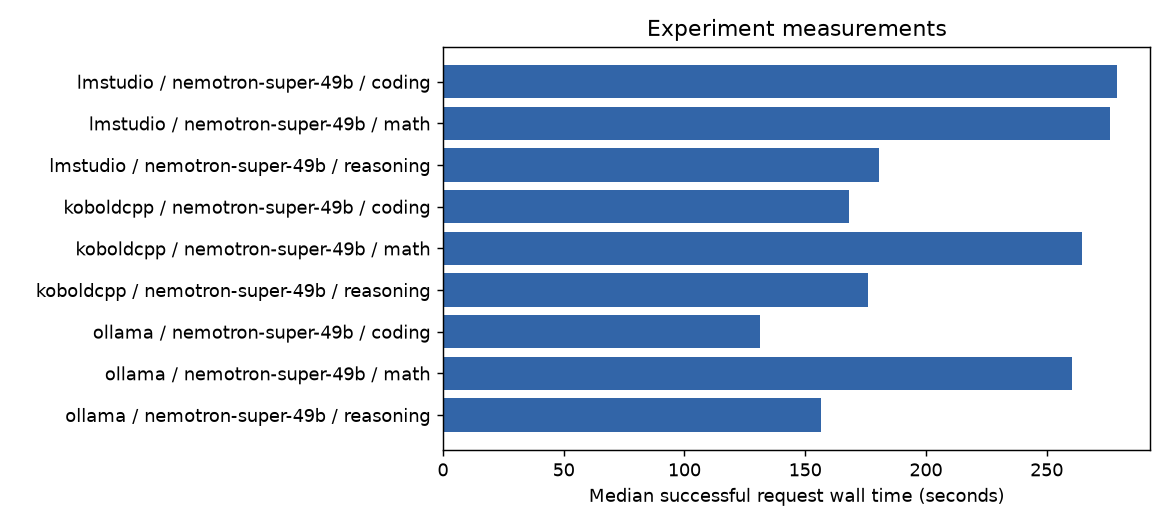 Experiment measurements
lmstudio / nemotron-super-49b / coding
lmstudio / nemotron-super-49b / math
lmstudio / nemotron-super-49b / reasoning
koboldcpp / nemotron-super-49b / coding
koboldcpp / nemotron-super-49b / math
koboldcpp / nemotron-super-49b / reasoning
ollama / nemotron-super-49b / coding
ollama / nemotron-super-49b / math
ollama / nemotron-super-49b / reasoning
0 50 100 150 200 250
Median successful request wall time (seconds)